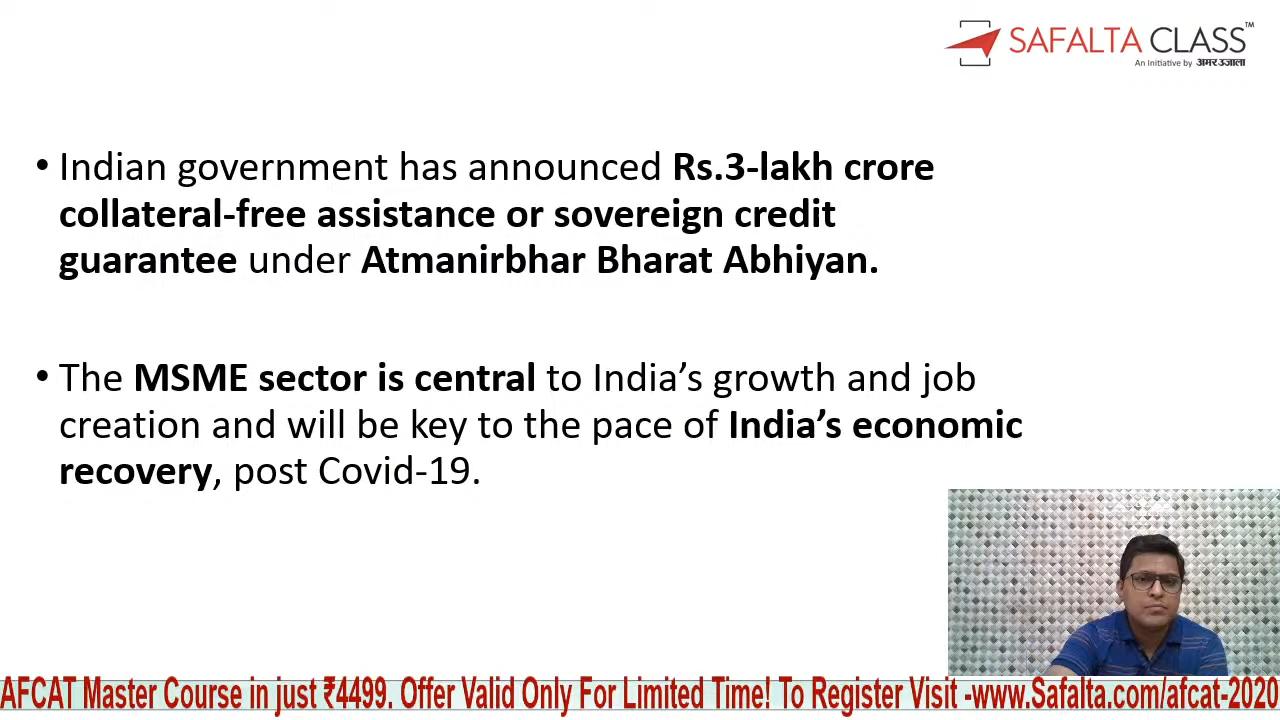 SAFALTA CLASS™
An Initiative by अमर उजाला
• Indian government has announced Rs.3-lakh crore
collateral-free assistance or sovereign credit
guarantee under Atmanirbhar Bharat Abhiyan.
• The MSME sector is central to India’s growth and job
creation and will be key to the pace of India’s economic
recovery, post Covid-19.
AFCAT Master Course in just ₹4499. Offer Valid Only For Limited Time! To Register Visit -www.Safalta.com/afcat-2020